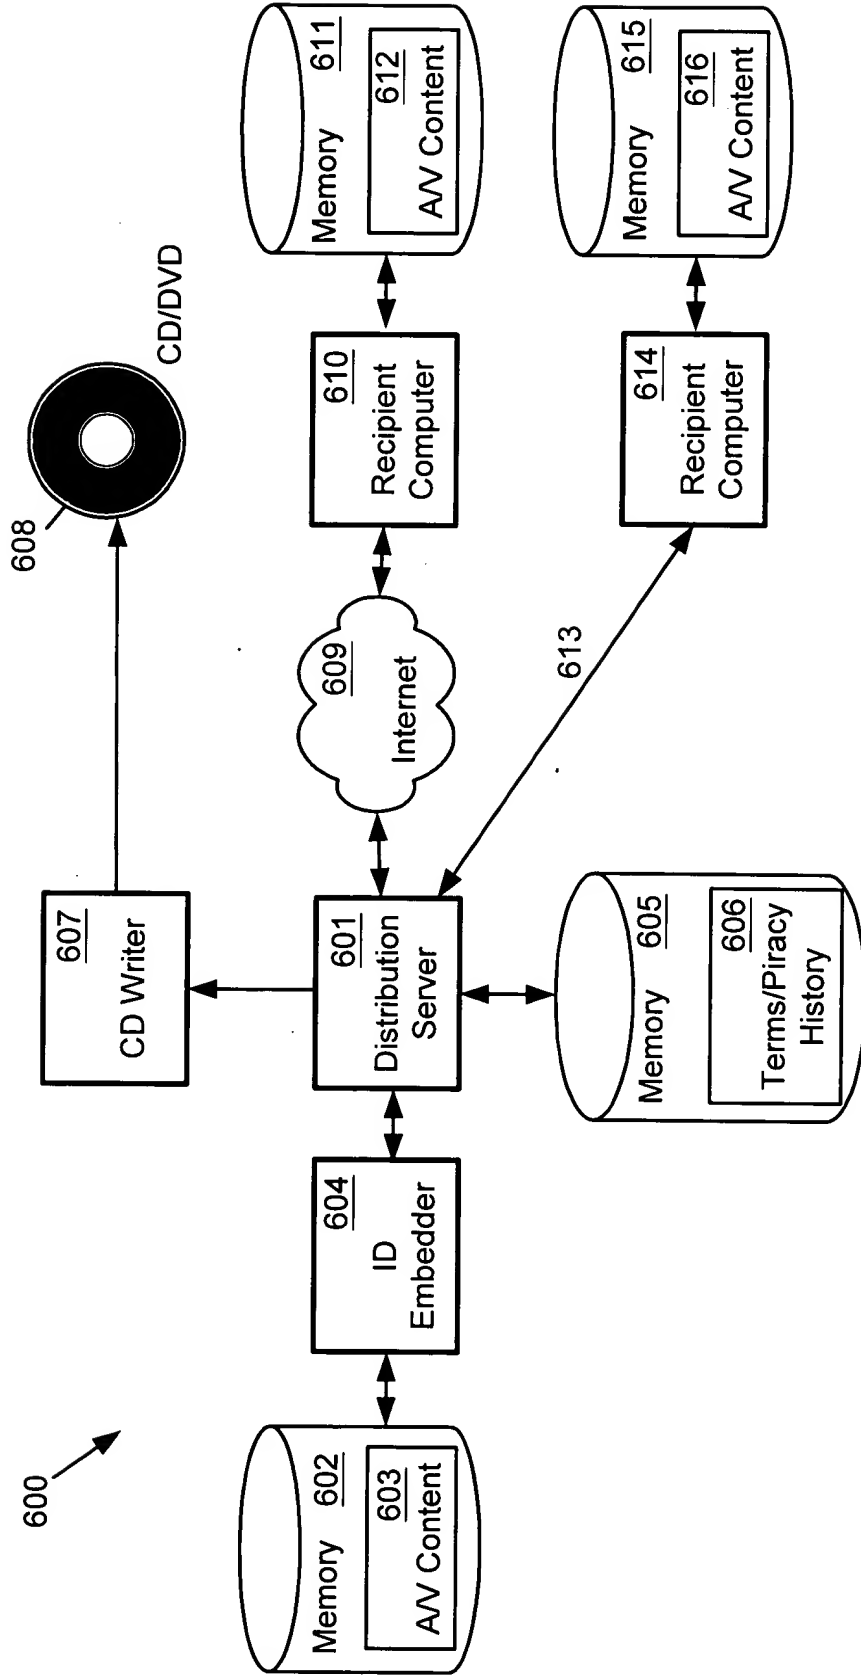 600
608
CD/DVD
607
CD Writer
Memory 602
603
A/V Content
604
ID
Embedder
601
Distribution
Server
609
Internet
610
Recipient
Computer
Memory 611
612
A/V Content
613
Memory 605
606
Terms/Piracy
History
614
Recipient
Computer
Memory 615
616
A/V Content